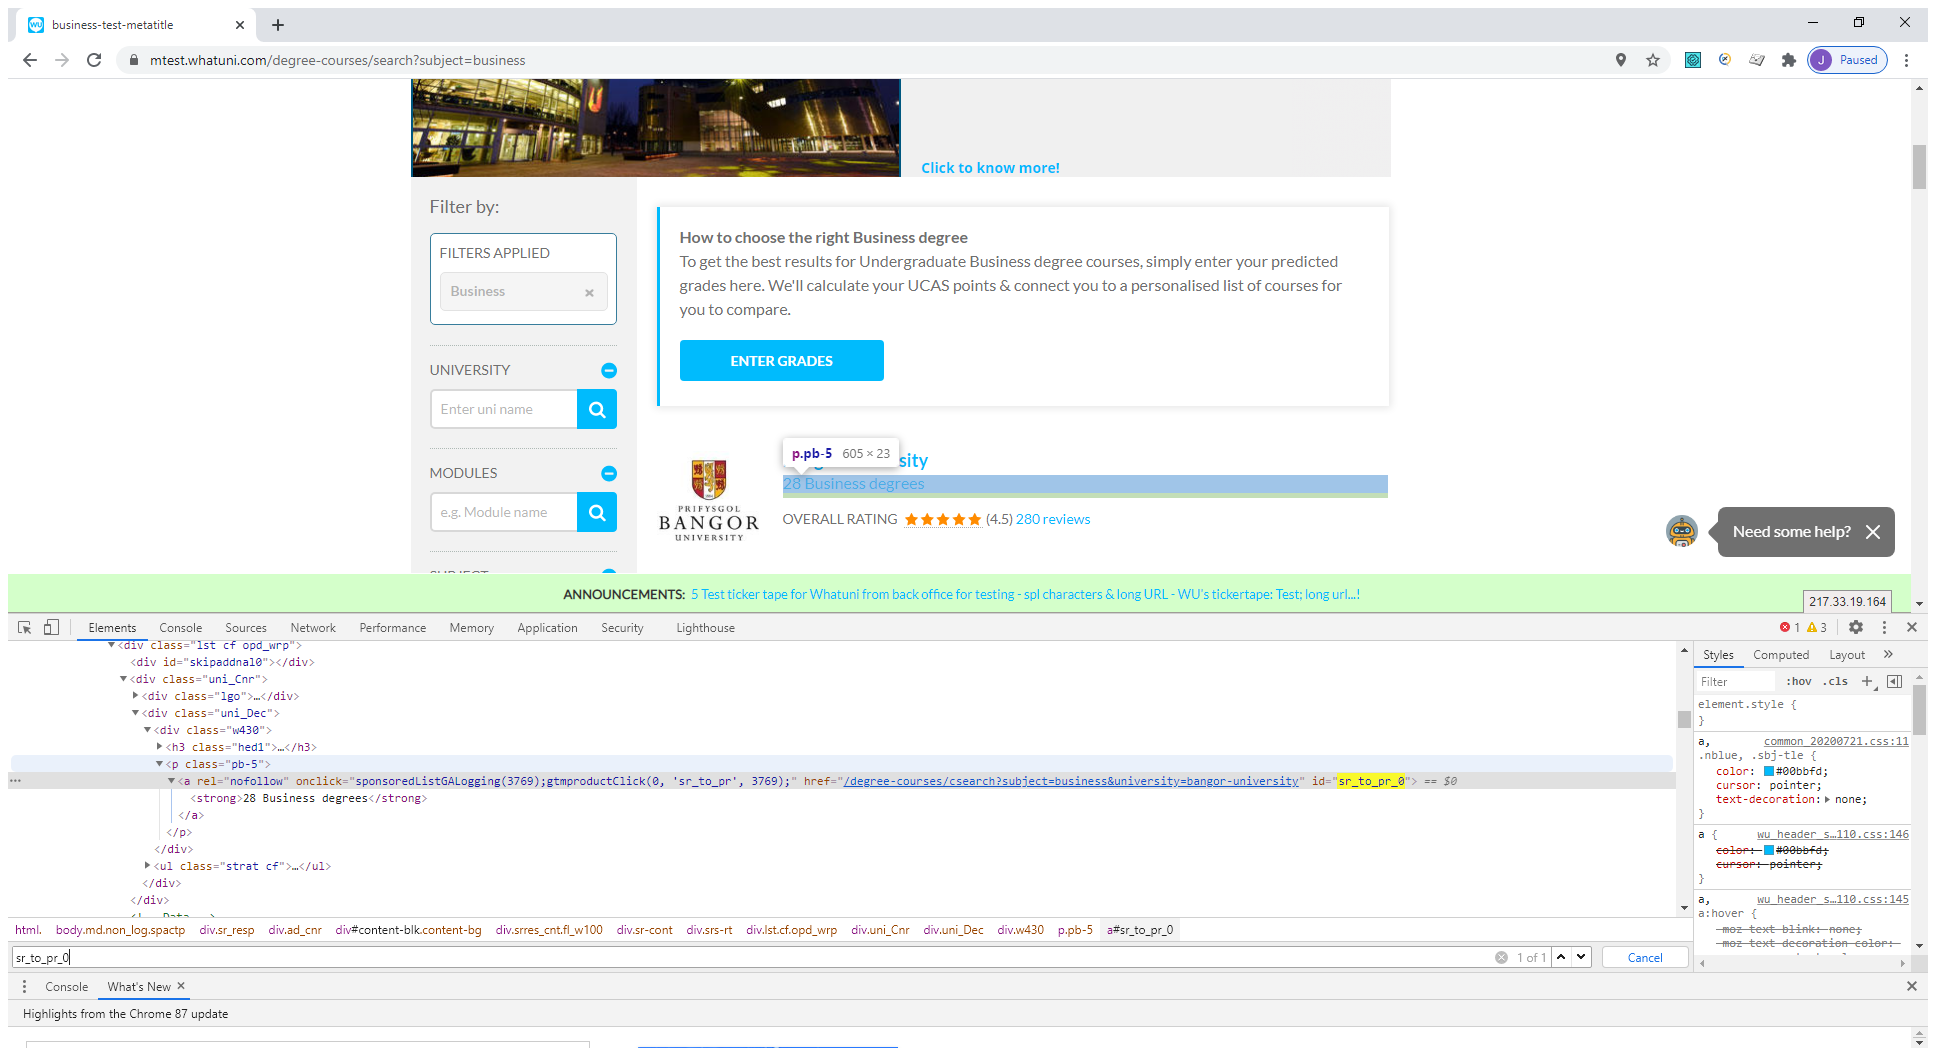 business-test-metatitle
mtest.whatuni.com/degree-courses/search?subject=business
J Paused
Click to know more!
Filter by:
FILTERS APPLIED
Business
UNIVERSITY
Enter uni name
MODULES
e.g. Module name
How to choose the right Business degree
To get the best results for Undergraduate Business degree courses, simply enter your predicted
grades here. We'll calculate your UCAS points & connect you to a personalised list of courses for
you to compare.
ENTER GRADES
p.pb-5 605 × 23
28 Business degrees
OVERALL RATING (4.5) 280 reviews
PRIFYSGOL
BANGOR
UNIVERSITY
Need some help?
ANNOUNCEMENTS: 5 Test ticker tape for Whatuni from back office for testing - spl characters & long URL - WU's tickertape: Test; long url...!
217.33.19.164
Elements Console Sources Network Performance Memory Application Security Lighthouse 1 3
<div class="lst cf opd_wrp">
<div id="skipaddnal0"></div>
<div class="uni_Cnr">
<div class="lgo">…</div>
<div class="uni_Dec">
<div class="w430">
<h3 class="hed1">…</h3>
<p class="pb-5">
<a rel="nofollow" onclick="sponsoredListGALogging(3769);gtmproductClick(0, 'sr_to_pr', 3769);" href="/degree-courses/csearch?subject=business&university=bangor-university" id="sr_to_pr_0"> == $0
<strong>28 Business degrees</strong>
</a>
</p>
</div>
<ul class="strat cf">…</ul>
</div>
</div>
html. body.md.non_log.spactp div.sr_resp div.ad_cnr div#content-blk.content-bg div.srres_cnt.fl_w100 div.sr-cont div.srs-rt div.lst.cf.opd_wrp div.uni_Cnr div.uni_Dec div.w430 p.pb-5 a#sr_to_pr_0
sr_to_pr_0 1 of 1 Cancel
Styles Computed Layout »
Filter :hov .cls +
element.style {
}
a, common_20200721.css:11
.nblue, .sbj-tle {
color: #00bbfd;
cursor: pointer;
text-decoration: none;
}
a { wu_header_s…110.css:146
color: #00bbfd;
cursor: pointer;
}
a, wu_header_s…110.css:145
a:hover {
-moz-text-blink: none;
-moz-text-decoration-color:
Console What's New
Highlights from the Chrome 87 update